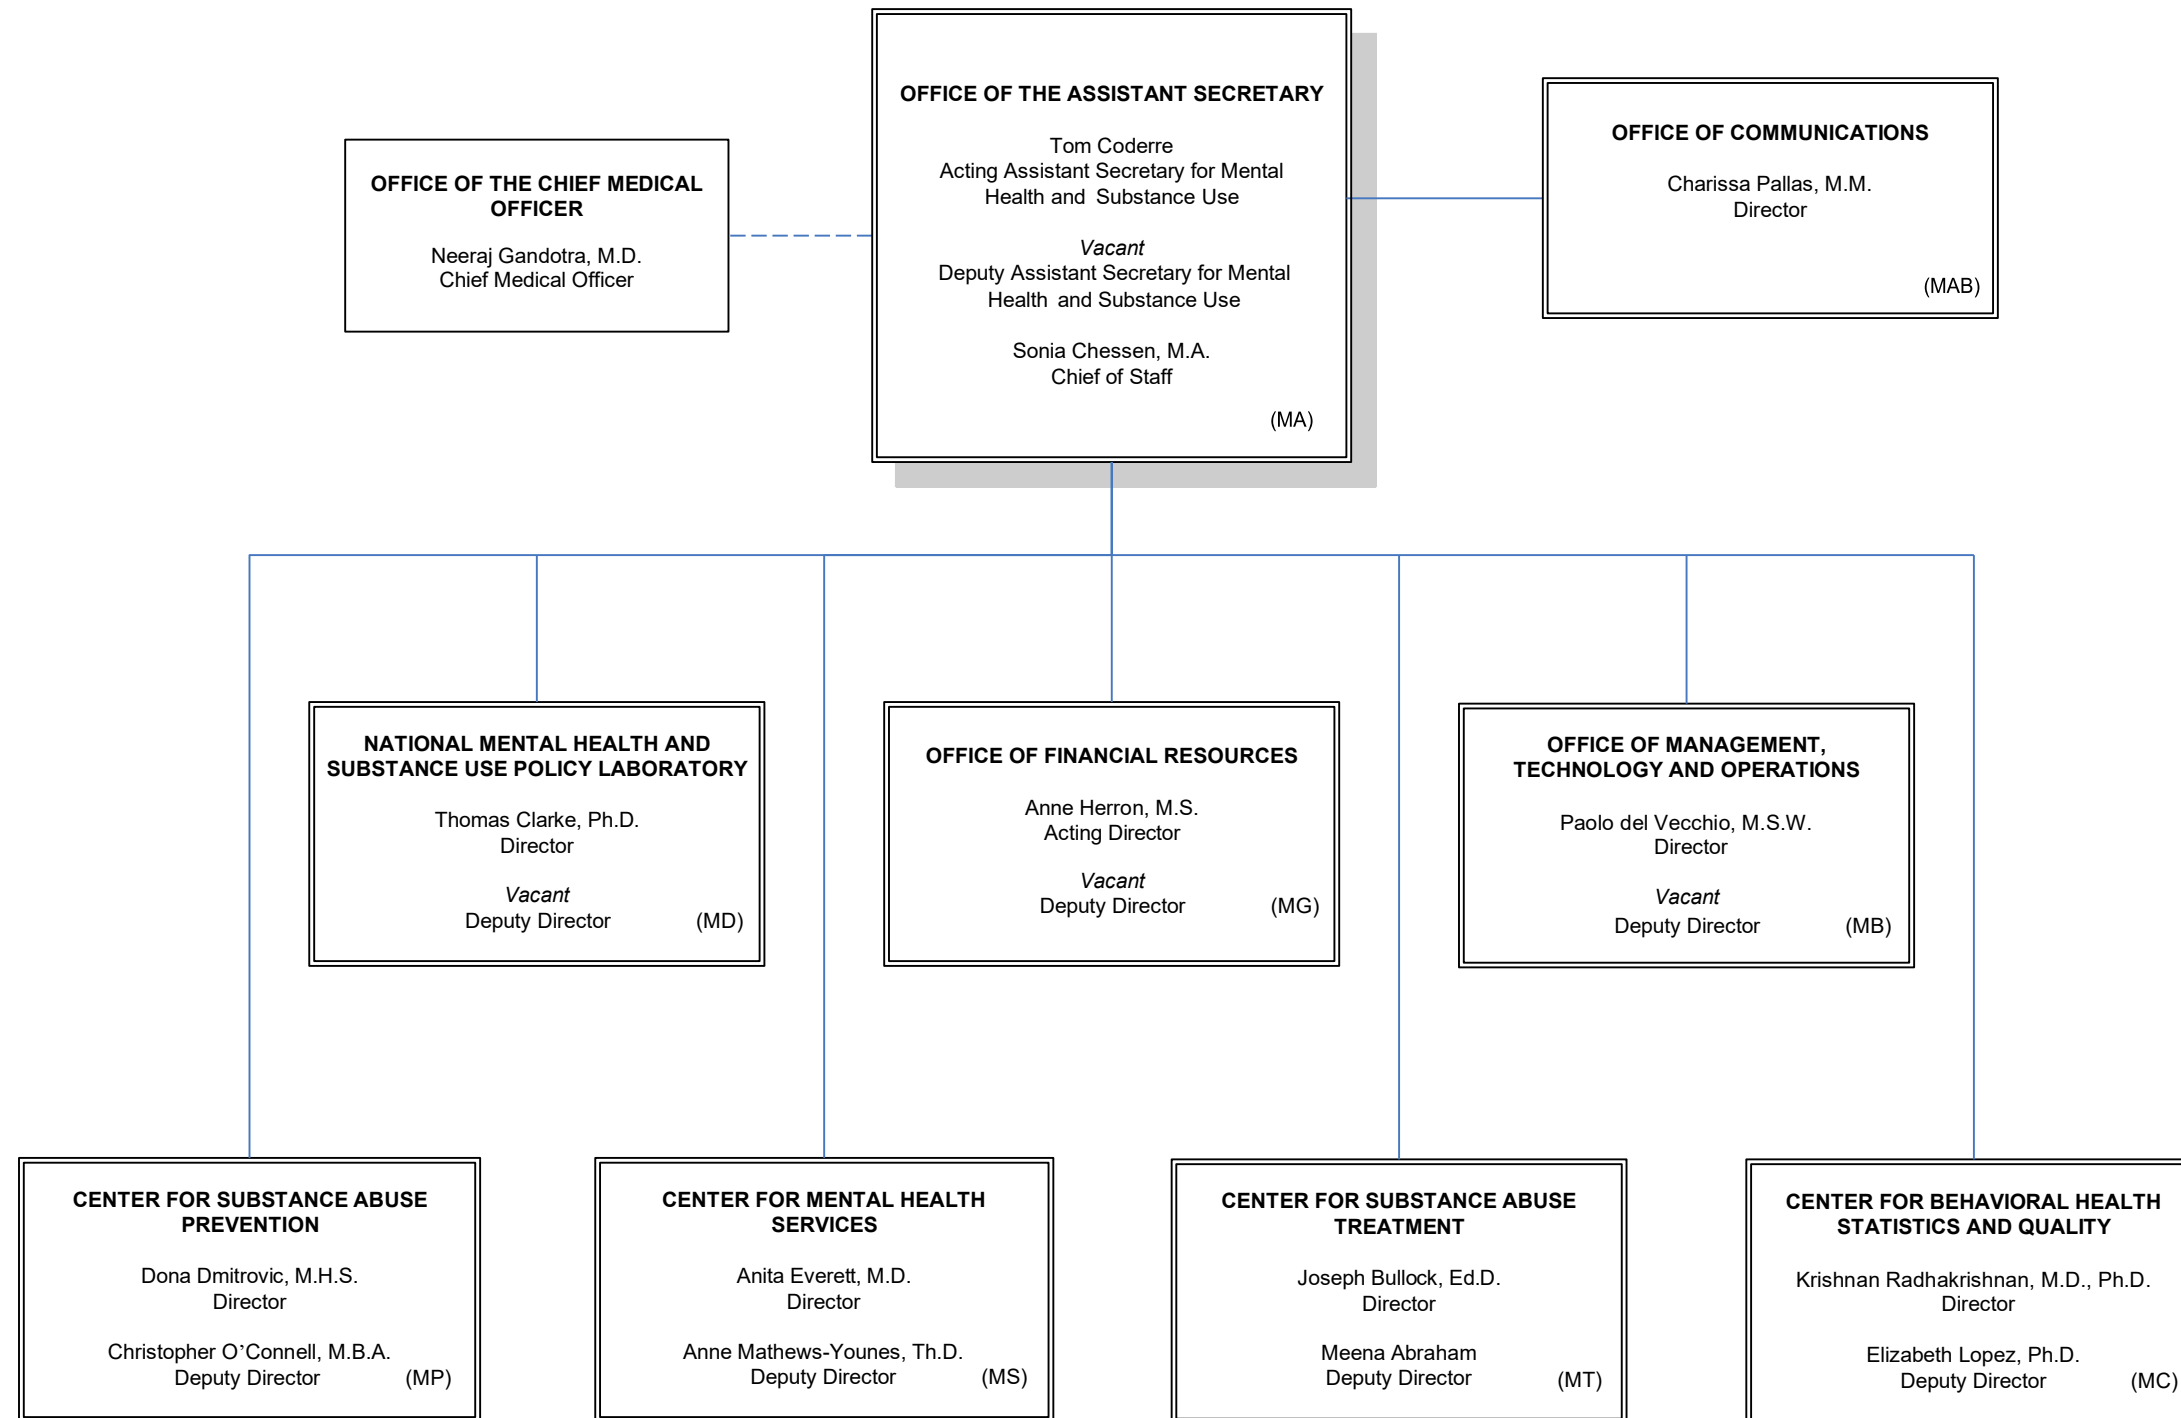 OFFICE OF THE ASSISTANT SECRETARY
Tom Coderre
Acting Assistant Secretary for Mental
Health and Substance Use
Vacant
Deputy Assistant Secretary for Mental
Health and Substance Use
Sonia Chessen, M.A.
Chief of Staff
(MA)
OFFICE OF THE CHIEF MEDICAL
OFFICER
Neeraj Gandotra, M.D.
Chief Medical Officer
OFFICE OF COMMUNICATIONS
Charissa Pallas, M.M.
Director
(MAB)
NATIONAL MENTAL HEALTH AND
SUBSTANCE USE POLICY LABORATORY
Thomas Clarke, Ph.D.
Director
Vacant
Deputy Director (MD)
OFFICE OF FINANCIAL RESOURCES
Anne Herron, M.S.
Acting Director
Vacant
Deputy Director (MG)
OFFICE OF MANAGEMENT,
TECHNOLOGY AND OPERATIONS
Paolo del Vecchio, M.S.W.
Director
Vacant
Deputy Director (MB)
CENTER FOR SUBSTANCE ABUSE
PREVENTION
Dona Dmitrovic, M.H.S.
Director
Christopher O’Connell, M.B.A.
Deputy Director (MP)
CENTER FOR MENTAL HEALTH
SERVICES
Anita Everett, M.D.
Director
Anne Mathews-Younes, Th.D.
Deputy Director (MS)
CENTER FOR SUBSTANCE ABUSE
TREATMENT
Joseph Bullock, Ed.D.
Director
Meena Abraham
Deputy Director (MT)
CENTER FOR BEHAVIORAL HEALTH
STATISTICS AND QUALITY
Krishnan Radhakrishnan, M.D., Ph.D.
Director
Elizabeth Lopez, Ph.D.
Deputy Director (MC)